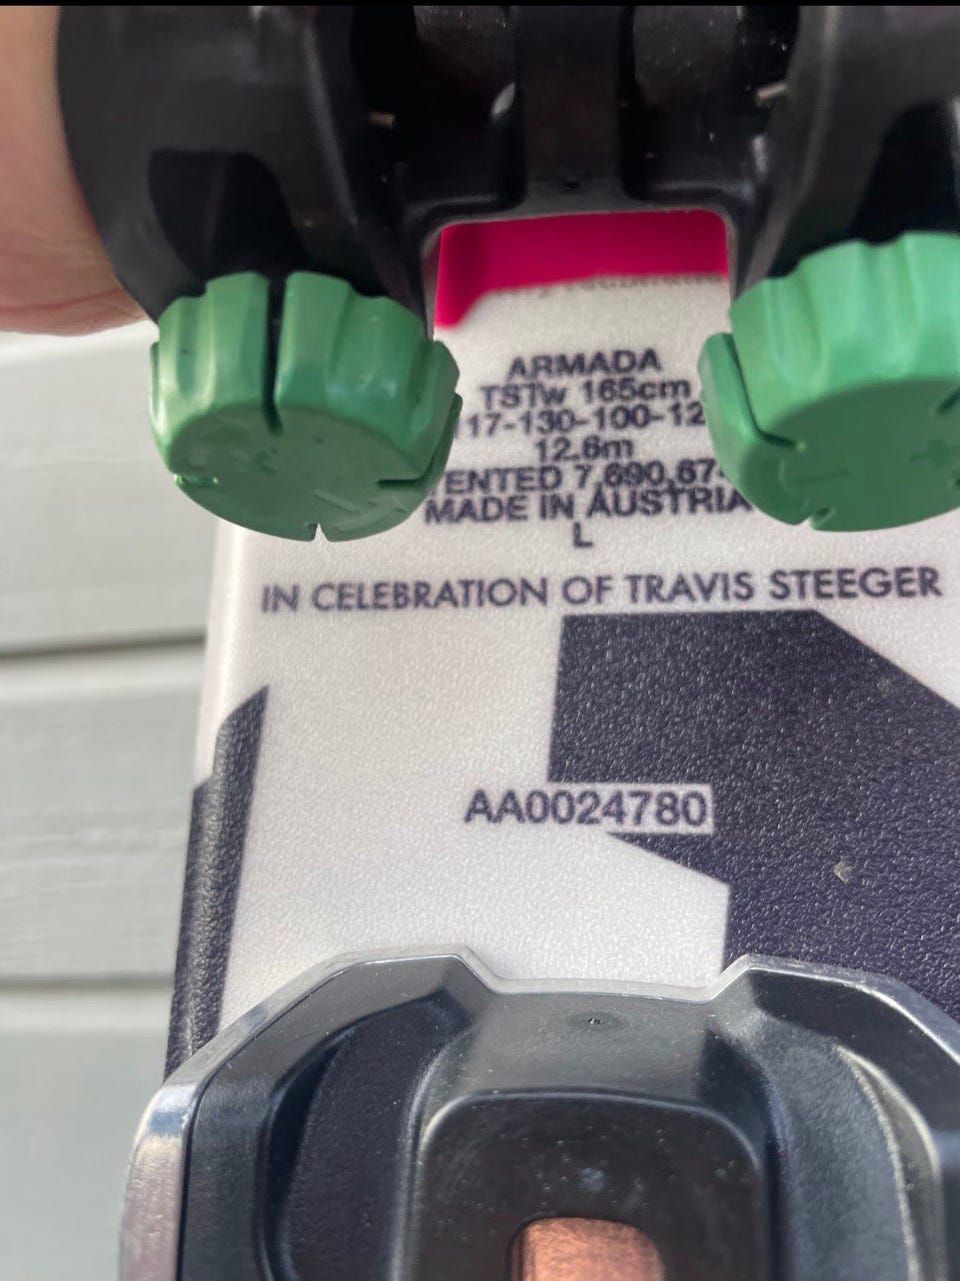 ARMADA
TSTw 165cm
17-130-100-12
12.6m
ENTED 7,690,67
MADE IN AUSTRIA
L
IN CELEBRATION OF TRAVIS STEEGER
AA0024780